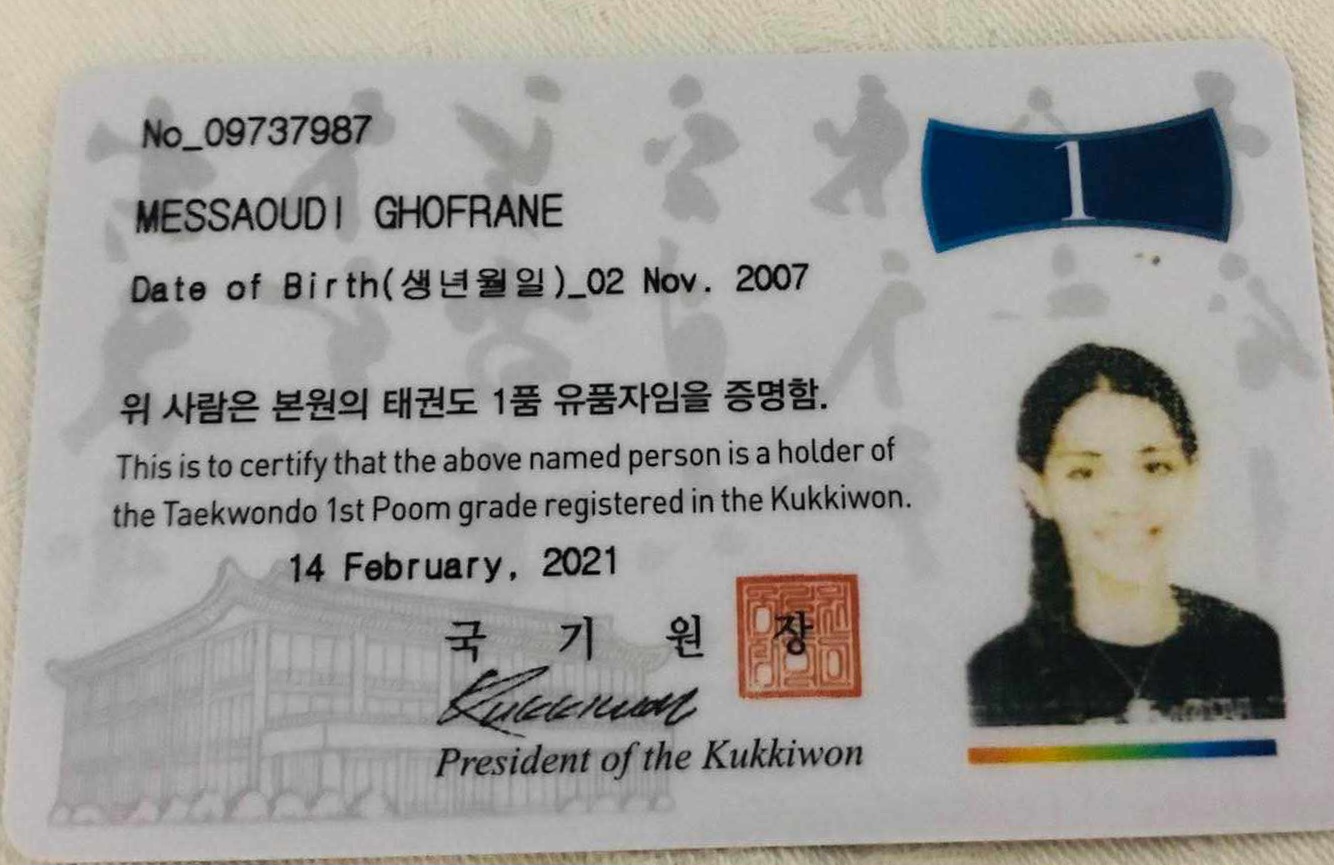 No_09737987
1
MESSAOUDI GHOFRANE
Date of Birth(생년월일)_02 Nov. 2007
위 사람은 본원의 태권도 1품 유품자임을 증명함.
This is to certify that the above named person is a holder of
the Taekwondo 1st Poom grade registered in the Kukkiwon.
14 February, 2021
국 기 원 장
Kukkiwon
President of the Kukkiwon